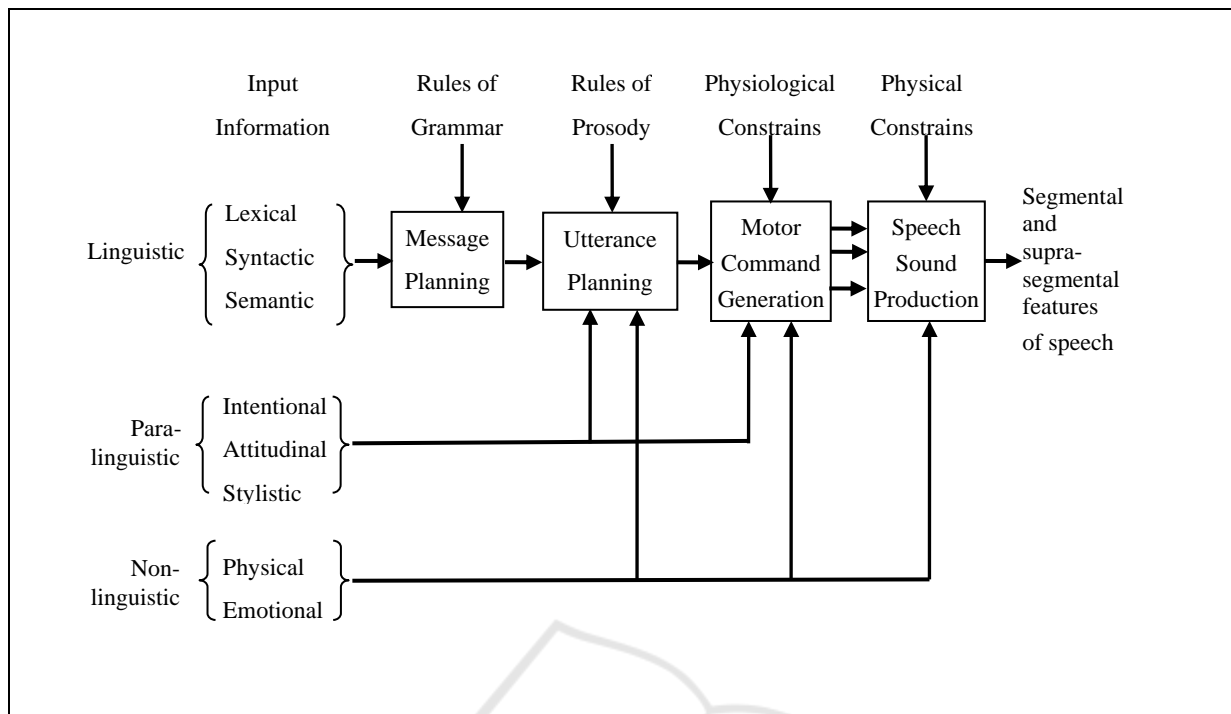 Input
Information
Rules of
Grammar
Rules of
Prosody
Physiological
Constrains
Physical
Constrains
Linguistic
Lexical
Syntactic
Semantic
Message
Planning
Utterance
Planning
Motor
Command
Generation
Speech
Sound
Production
Segmental
and
supra-
segmental
features
of speech
Para-
linguistic
Intentional
Attitudinal
Stylistic
Non-
linguistic
Physical
Emotional